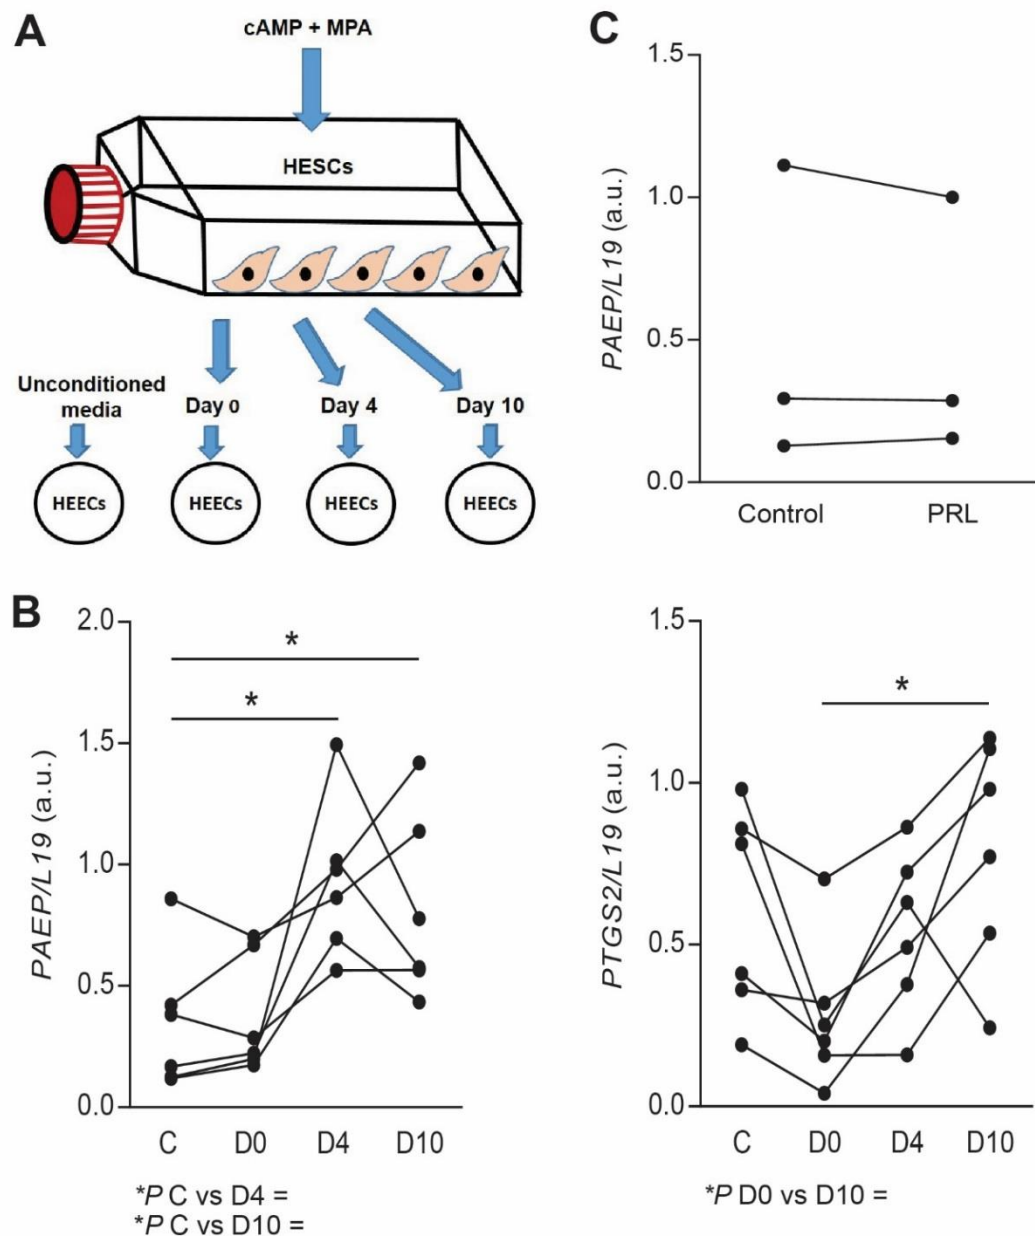 A
cAMP + MPA
HESCs
Unconditioned
media
Day 0
Day 4
Day 10
HEECs
HEECs
HEECs
HEECs
C
1.5
1.0
0.5
0.0
PAEP/L19 (a.u.)
Control
PRL
B
2.0
1.5
1.0
0.5
0.0
PAEP/L19 (a.u.)
*
*
C
D0
D4
D10
*P C vs D4 =
*P C vs D10 =
1.5
1.0
0.5
0.0
PTGS2/L19 (a.u.)
*
C
D0
D4
D10
*P D0 vs D10 =